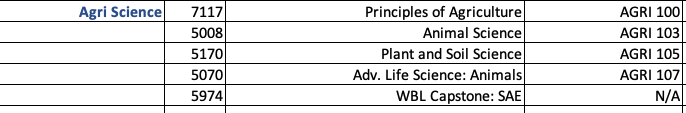 Agri Science 7117 Principles of Agriculture AGRI 100
5008 Animal Science AGRI 103
5170 Plant and Soil Science AGRI 105
5070 Adv. Life Science: Animals AGRI 107
5974 WBL Capstone: SAE N/A